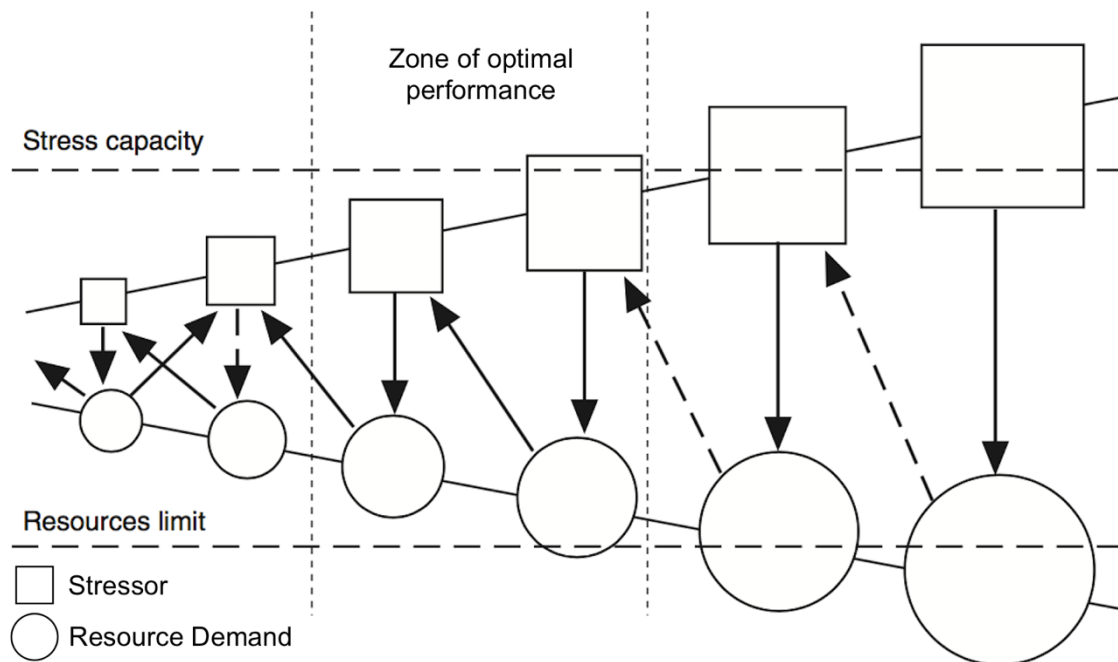 Zone of optimal
performance
Stress capacity
Resources limit
Stressor
Resource Demand